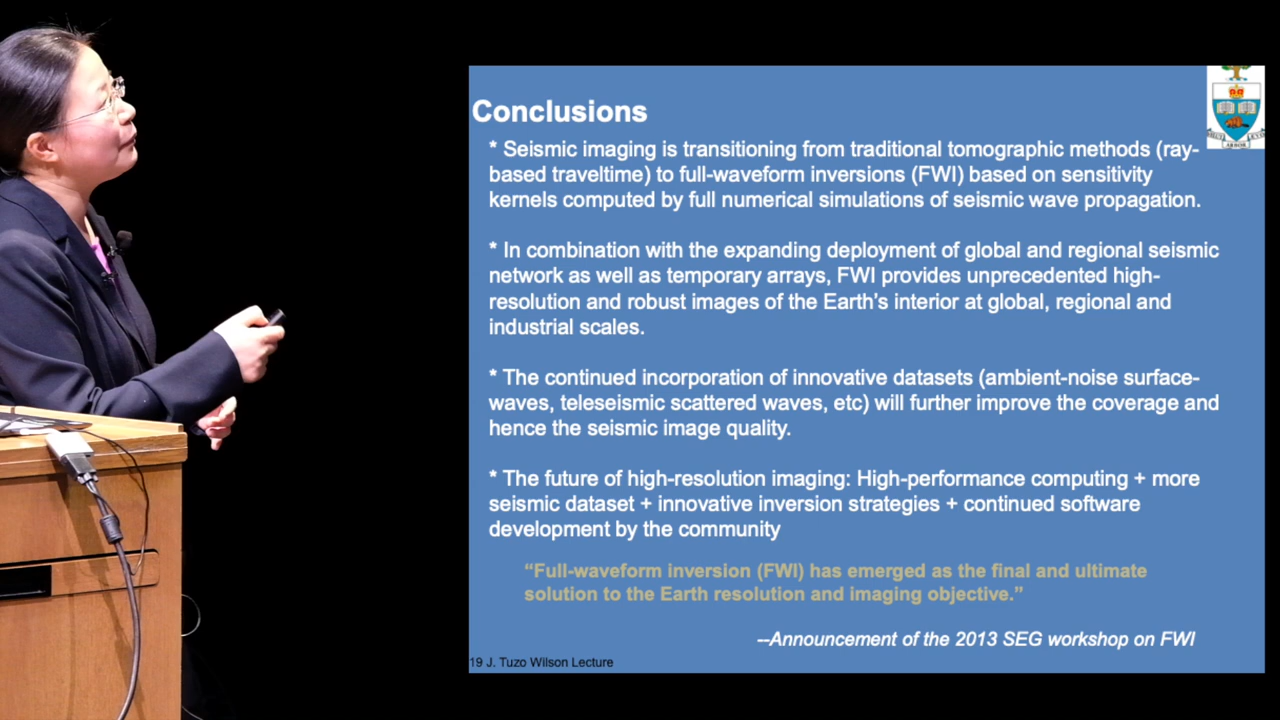 Conclusions
* Seismic imaging is transitioning from traditional tomographic methods (ray-
based traveltime) to full-waveform inversions (FWI) based on sensitivity
kernels computed by full numerical simulations of seismic wave propagation.
* In combination with the expanding deployment of global and regional seismic
network as well as temporary arrays, FWI provides unprecedented high-
resolution and robust images of the Earth's interior at global, regional and
industrial scales.
* The continued incorporation of innovative datasets (ambient-noise surface-
waves, teleseismic scattered waves, etc) will further improve the coverage and
hence the seismic image quality.
* The future of high-resolution imaging: High-performance computing + more
seismic dataset + innovative inversion strategies + continued software
development by the community
“Full-waveform inversion (FWI) has emerged as the final and ultimate
solution to the Earth resolution and imaging objective.”
--Announcement of the 2013 SEG workshop on FWI
19 J. Tuzo Wilson Lecture